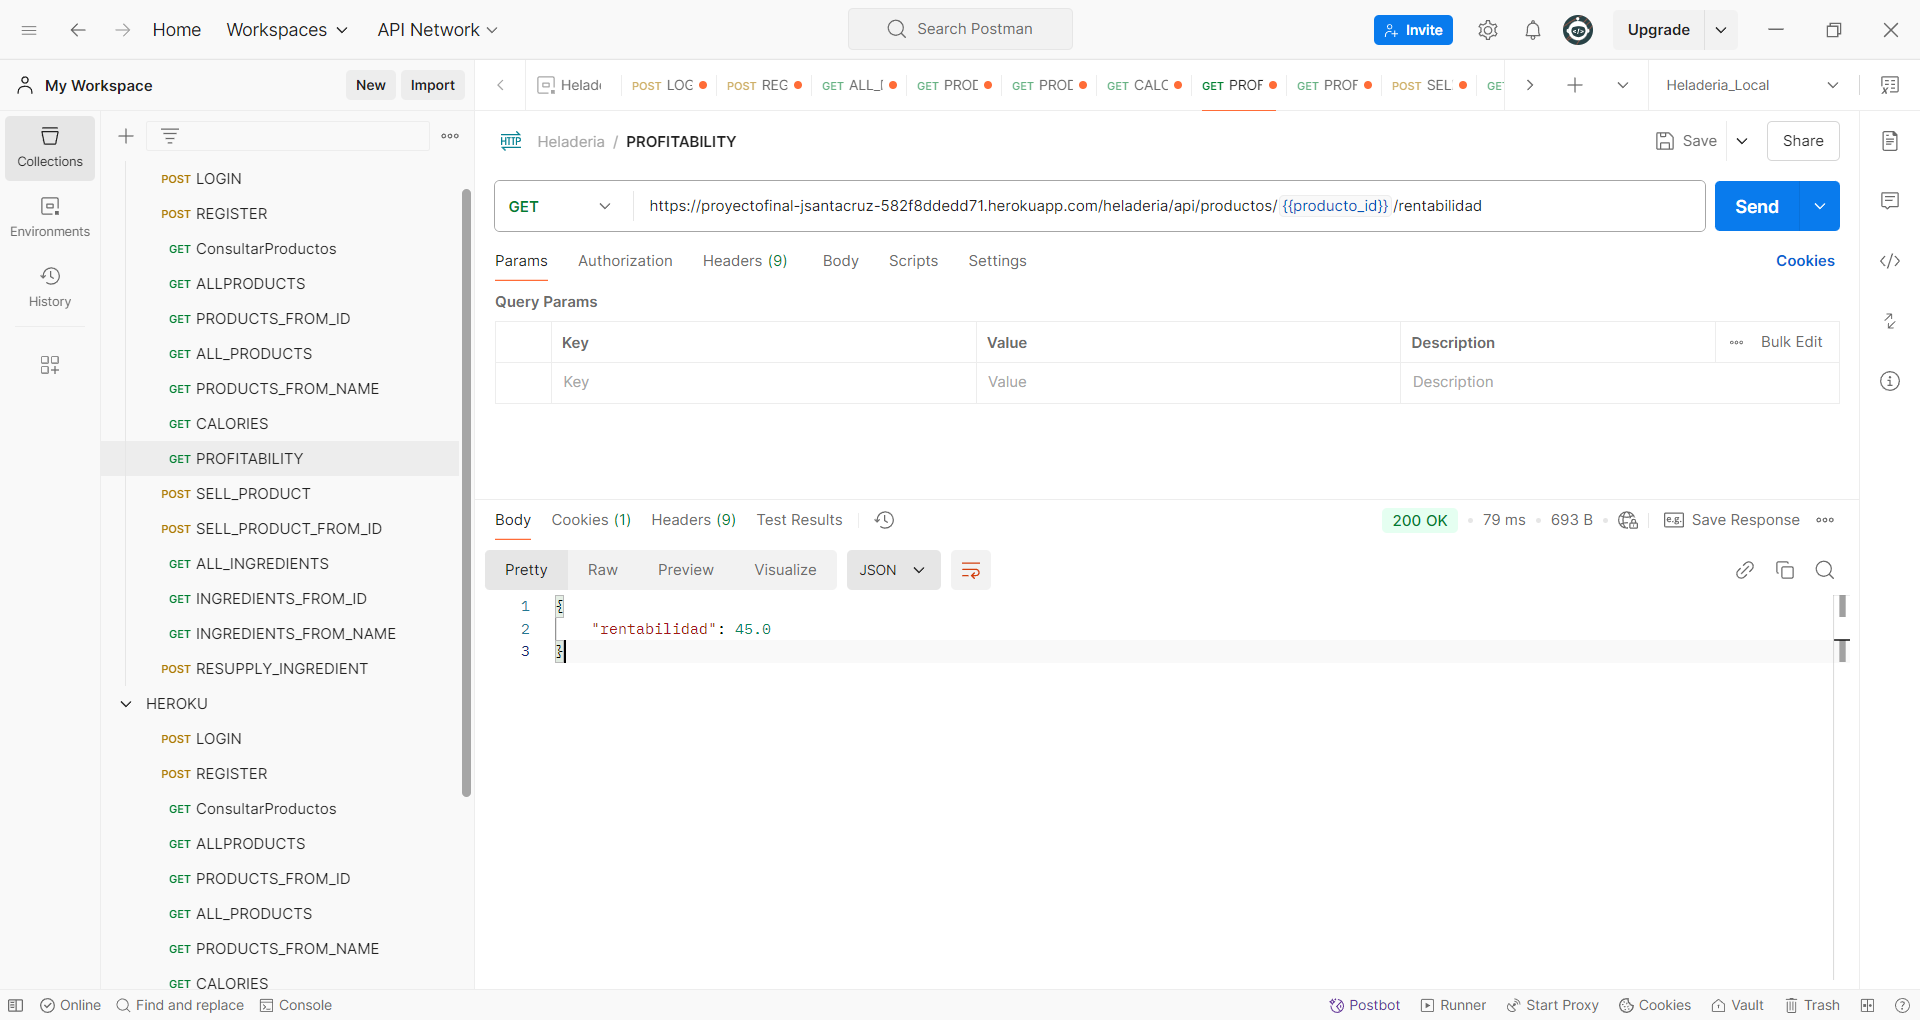 Home Workspaces API Network Search Postman Invite Upgrade
My Workspace New Import
Helade POST LOG POST REG GET ALL_ GET PROD GET PROD GET CALC GET PROF GET PROF POST SEL GET Heladeria_Local
Collections
Environments
History
POST LOGIN
POST REGISTER
GET ConsultarProductos
GET ALLPRODUCTS
GET PRODUCTS_FROM_ID
GET ALL_PRODUCTS
GET PRODUCTS_FROM_NAME
GET CALORIES
GET PROFITABILITY
POST SELL_PRODUCT
POST SELL_PRODUCT_FROM_ID
GET ALL_INGREDIENTS
GET INGREDIENTS_FROM_ID
GET INGREDIENTS_FROM_NAME
POST RESUPPLY_INGREDIENT
HEROKU
POST LOGIN
POST REGISTER
GET ConsultarProductos
GET ALLPRODUCTS
GET PRODUCTS_FROM_ID
GET ALL_PRODUCTS
GET PRODUCTS_FROM_NAME
GET CALORIES
HTTP Heladeria / PROFITABILITY Save Share
GET https://proyectofinal-jsantacruz-582f8ddedd71.herokuapp.com/heladeria/api/productos/ {{producto_id}} /rentabilidad Send
Params Authorization Headers (9) Body Scripts Settings Cookies
Query Params
Key Value Description Bulk Edit
Key Value Description
Body Cookies (1) Headers (9) Test Results 200 OK 79 ms 693 B e.g. Save Response
Pretty Raw Preview Visualize JSON
1 {
2 "rentabilidad": 45.0
3 }
Online Find and replace Console Postbot Runner Start Proxy Cookies Vault Trash